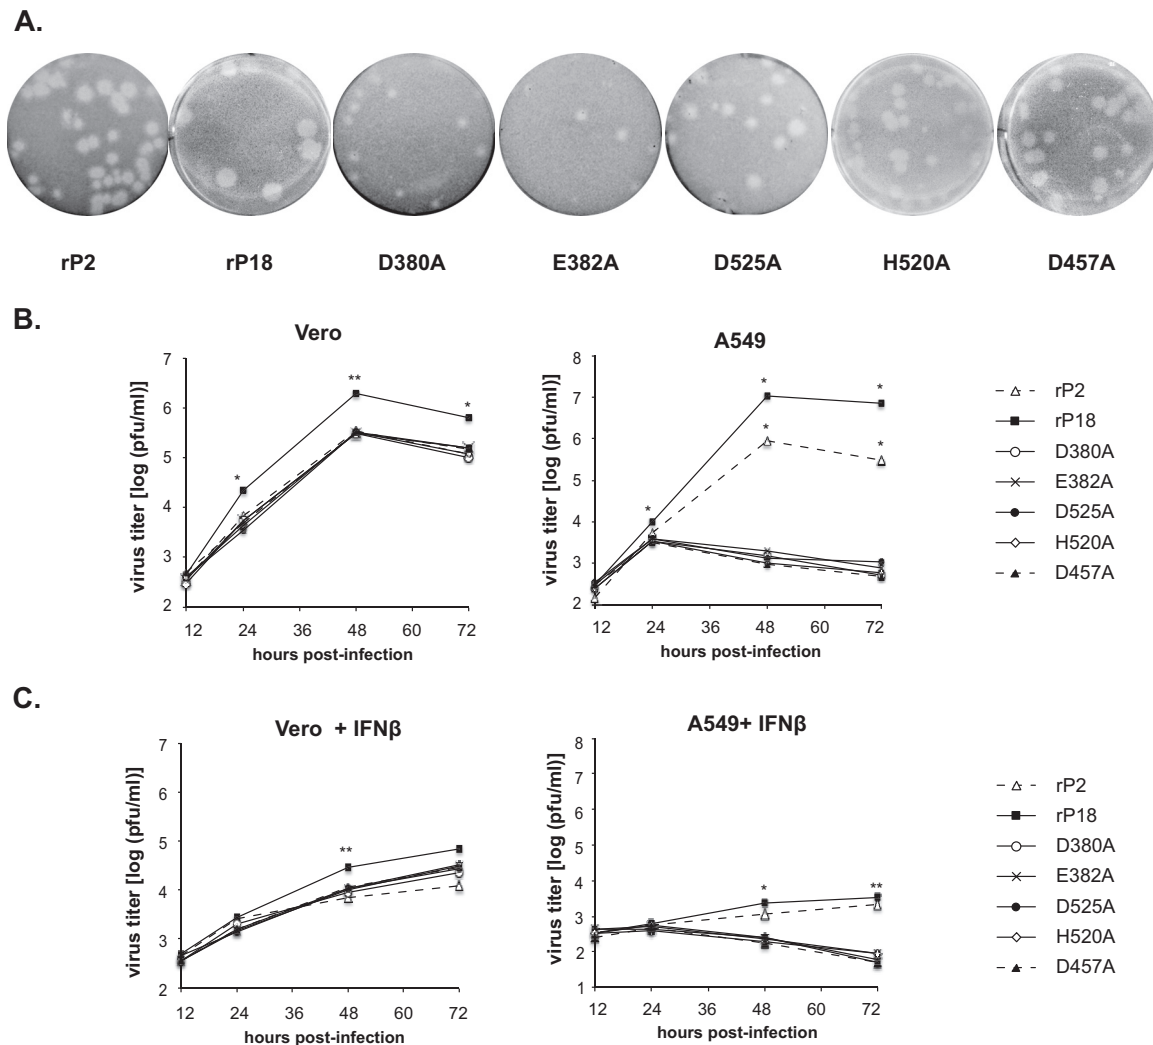 A.
rP2 rP18 D380A E382A D525A H520A D457A
B.
Vero
virus titer [log (pfu/ml)]
7
6
5
4
3
2
**
*
*
12 24 36 48 60 72
hours post-infection
A549
virus titer [log (pfu/ml)]
8
7
6
5
4
3
2
*
*
*
*
*
12 24 36 48 60 72
hours post-infection
rP2
rP18
D380A
E382A
D525A
H520A
D457A
C.
Vero + IFNβ
virus titer [log (pfu/ml)]
7
6
5
4
3
2
**
12 24 36 48 60 72
hours post-infection
A549+ IFNβ
virus titer [log (pfu/ml)]
8
7
6
5
4
3
2
1
*
**
12 24 36 48 60 72
hours post-infection
rP2
rP18
D380A
E382A
D525A
H520A
D457A